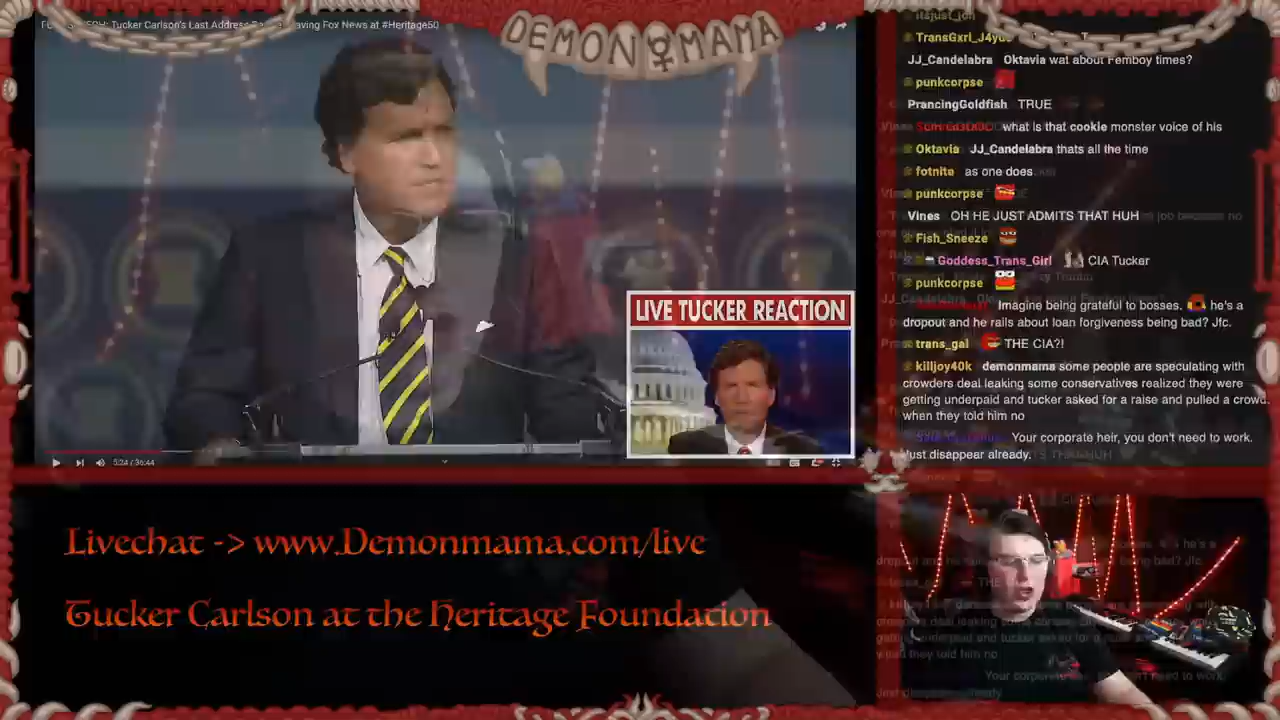 Tucker Carlson's Last Address
aving Fox News at #Heritage50
DEMON MAMA
LIVE TUCKER REACTION
5:24 / 36:44
Livechat -> www.Demonmama.com/live
Tucker Carlson at the Heritage Foundation
itsjust_jon
JJ_Candelabra Oktavia wat about Femboy times?
punkcorpse
PrancingGoldfish TRUE
what is that cookie monster voice of his
Oktavia JJ_Candelabra thats all the time
fotnite as one does
punkcorpse
Vines OH HE JUST ADMITS THAT HUH
Fish_Sneeze
Goddess_Trans_Girl CIA Tucker
punkcorpse
Imagine being grateful to bosses. he's a
dropout and he rails about loan forgiveness being bad? Jfc.
trans_gal THE CIA?!
killjoy40k demonmama some people are speculating with
crowders deal leaking some conservatives realized they were
getting underpaid and tucker asked for a raise and pulled a crowd.
when they told him no
Your corporate heir, you don't need to work.
Just disappear already.